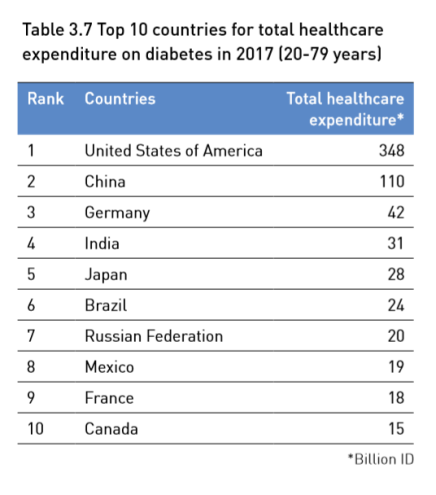 Table 3.7 Top 10 countries for total healthcare
expenditure on diabetes in 2017 (20-79 years)
Rank Countries Total healthcare
expenditure*
1 United States of America 348
2 China 110
3 Germany 42
4 India 31
5 Japan 28
6 Brazil 24
7 Russian Federation 20
8 Mexico 19
9 France 18
10 Canada 15
*Billion ID